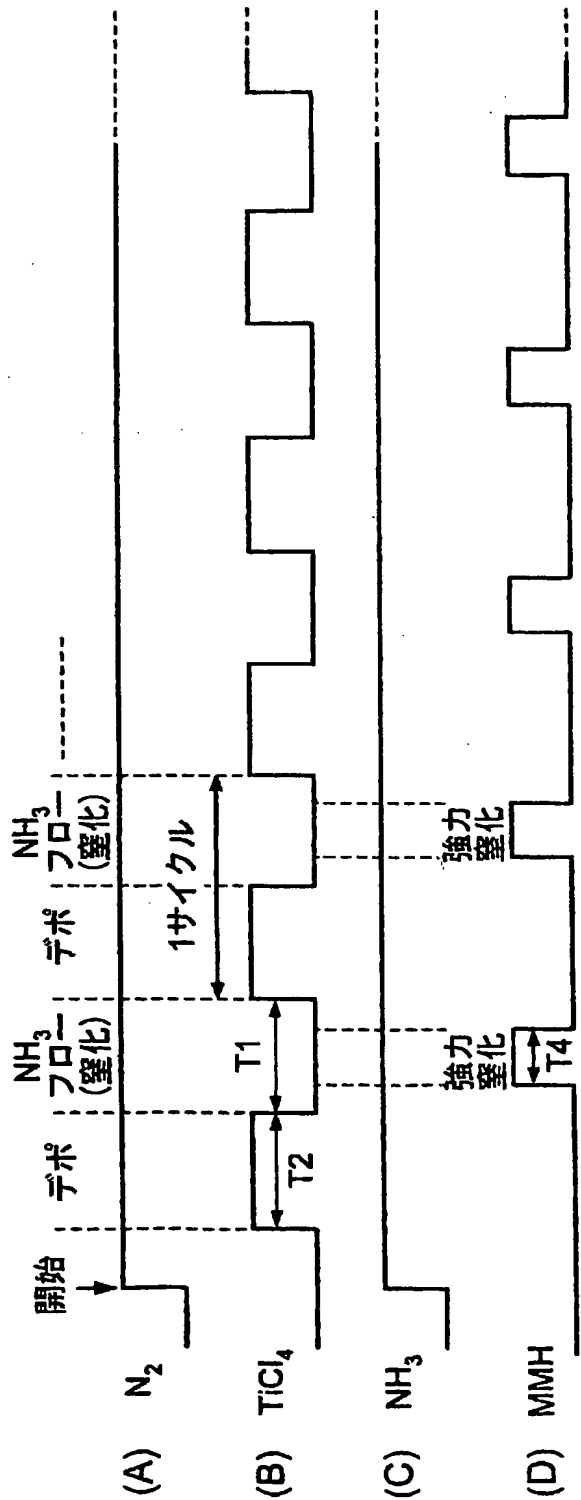 開始
デポ
NH₃
フロー
(窒化)
デポ
NH₃
フロー
(窒化)
(A) N₂
(B) TiCl₄
T2
T1
1サイクル
(C) NH₃
強力
窒化
強力
窒化
(D) MMH
T4